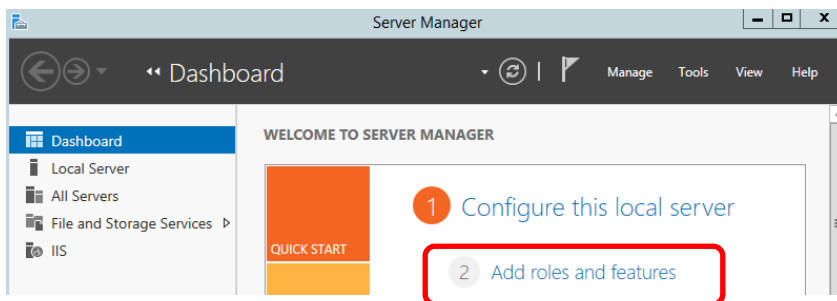 Server Manager
Dashboard
Manage Tools View Help
Dashboard
Local Server
All Servers
File and Storage Services
IIS
WELCOME TO SERVER MANAGER
QUICK START
1 Configure this local server
2 Add roles and features